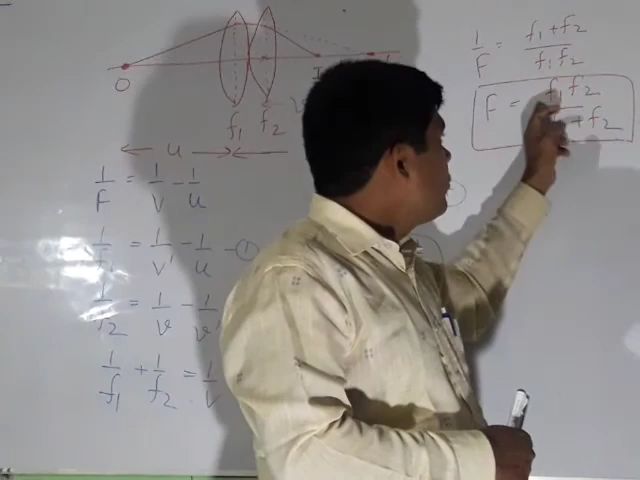 O
I
f₁ f₂
u
1/F = 1/v - 1/u
1/f₁ = 1/v' - 1/u - ①
1/f₂ = 1/v - 1/v'
1/f₁ + 1/f₂ = 1/v
1/F = f₁+f₂/f₁f₂
F = f₁f₂/+f₂